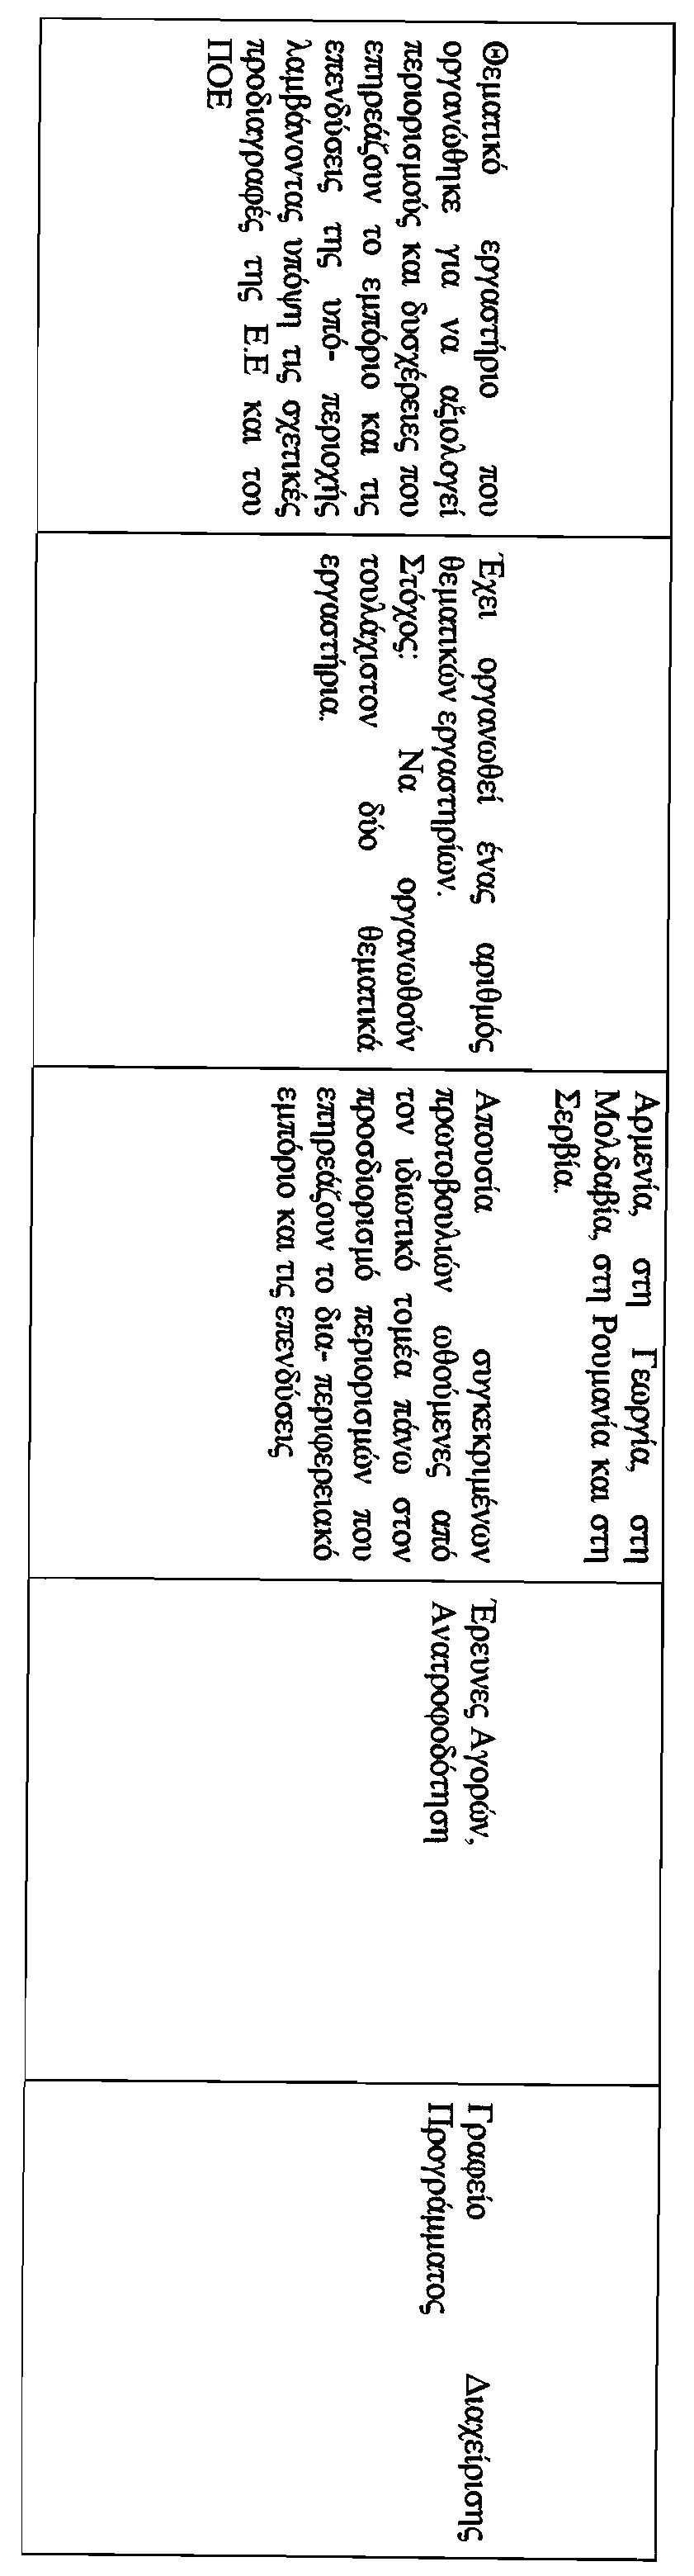 Θεματικό εργαστήριο που
οργανώθηκε για να αξιολογεί
περιορισμούς και δυσχέρειες που
επηρεάζουν το εμπόριο και τις
επενδύσεις της υπό- περιοχής
λαμβάνοντας υπόψη τις σχετικές
προδιαγραφές της Ε.Ε και του
ΠΟΕ
Έχει οργανωθεί ένας αριθμός
θεματικών εργαστηρίων.
Στόχος: Να οργανωθούν
τουλάχιστον δύο θεματικά
εργαστήρια.
Αρμενία, στη Γεωργία, στη
Μολδαβία, στη Ρουμανία και στη
Σερβία.
Απουσία συγκεκριμένων
πρωτοβουλιών ωθούμενες από
τον ιδιωτικό τομέα πάνω στον
προσδιορισμό περιορισμών που
επηρεάζουν το δια- περιφερειακό
εμπόριο και τις επενδύσεις
Έρευνες Αγορών,
Ανατροφοδότηση
Γραφείο Διαχείρισης
Προγράμματος